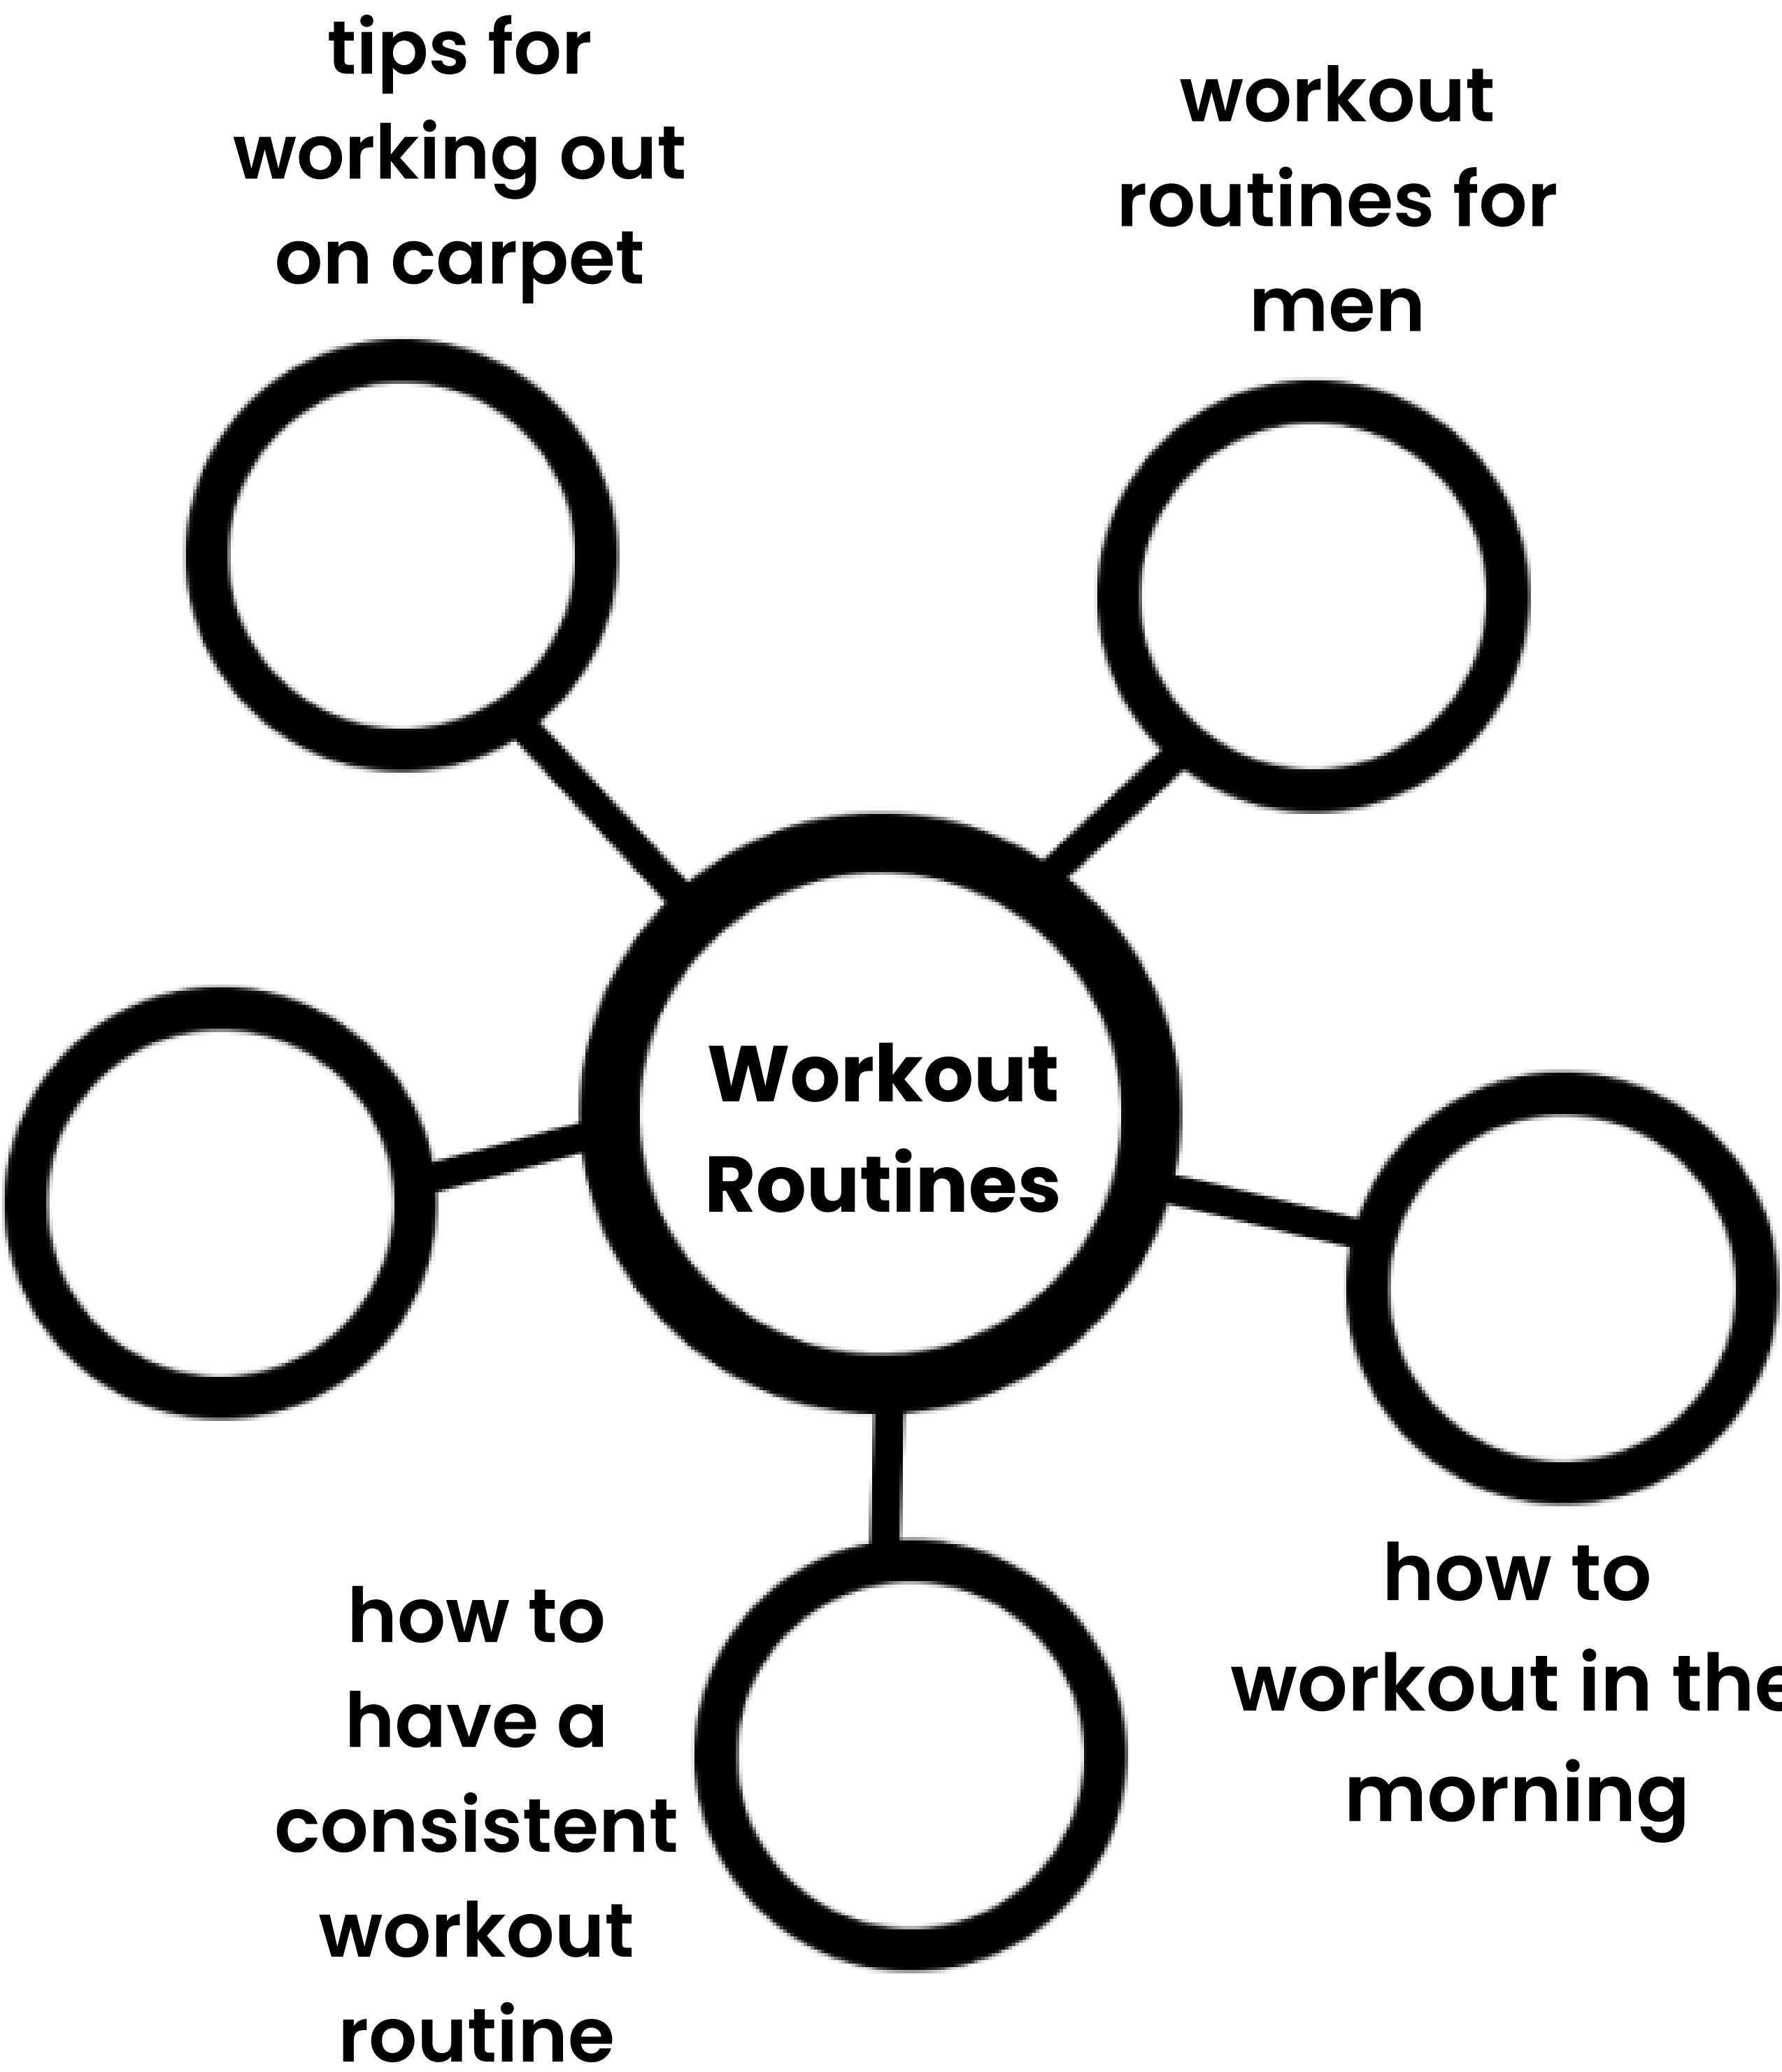 tips for
working out
on carpet
workout
routines for
men
Workout
Routines
how to
have a
consistent
workout
routine
how to
workout in the
morning